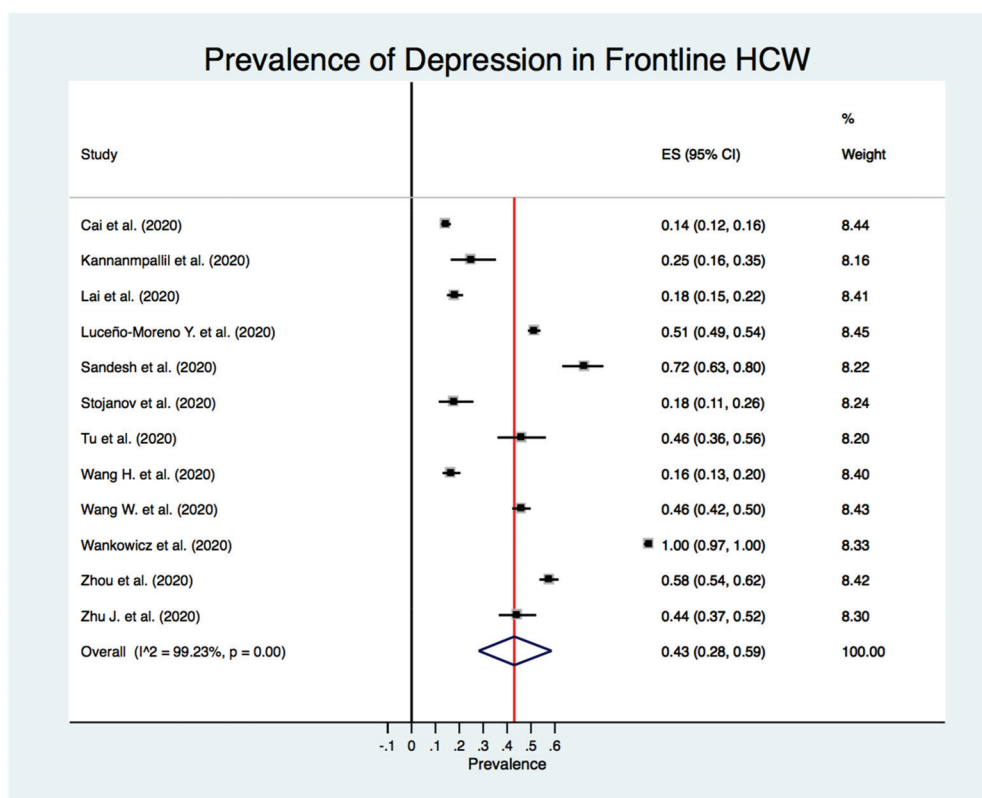 Prevalence of Depression in Frontline HCW
%
Study ES (95% CI) Weight
Cai et al. (2020) 0.14 (0.12, 0.16) 8.44
Kannanmpallil et al. (2020) 0.25 (0.16, 0.35) 8.16
Lai et al. (2020) 0.18 (0.15, 0.22) 8.41
Luceño-Moreno Y. et al. (2020) 0.51 (0.49, 0.54) 8.45
Sandesh et al. (2020) 0.72 (0.63, 0.80) 8.22
Stojanov et al. (2020) 0.18 (0.11, 0.26) 8.24
Tu et al. (2020) 0.46 (0.36, 0.56) 8.20
Wang H. et al. (2020) 0.16 (0.13, 0.20) 8.40
Wang W. et al. (2020) 0.46 (0.42, 0.50) 8.43
Wankowicz et al. (2020) 1.00 (0.97, 1.00) 8.33
Zhou et al. (2020) 0.58 (0.54, 0.62) 8.42
Zhu J. et al. (2020) 0.44 (0.37, 0.52) 8.30
Overall (I^2 = 99.23%, p = 0.00) 0.43 (0.28, 0.59) 100.00
-.1 0 .1 .2 .3 .4 .5 .6
Prevalence